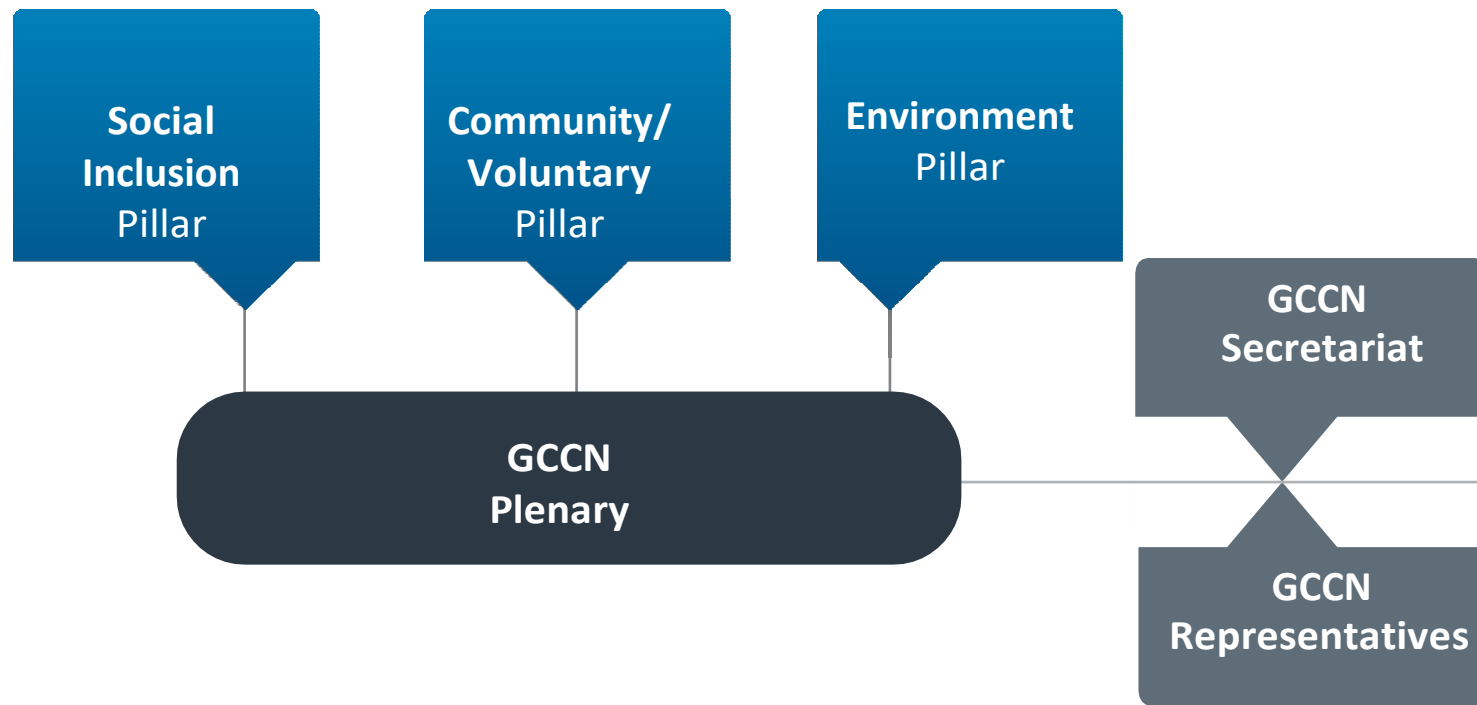 Social
Inclusion
Pillar
Community/
Voluntary
Pillar
Environment
Pillar
GCCN
Secretariat
GCCN
Plenary
GCCN
Representatives